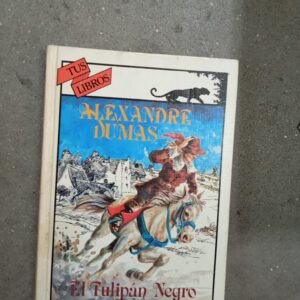 TUS
LIBROS
ALEXANDRE
DUMAS
El Tulipán Negro